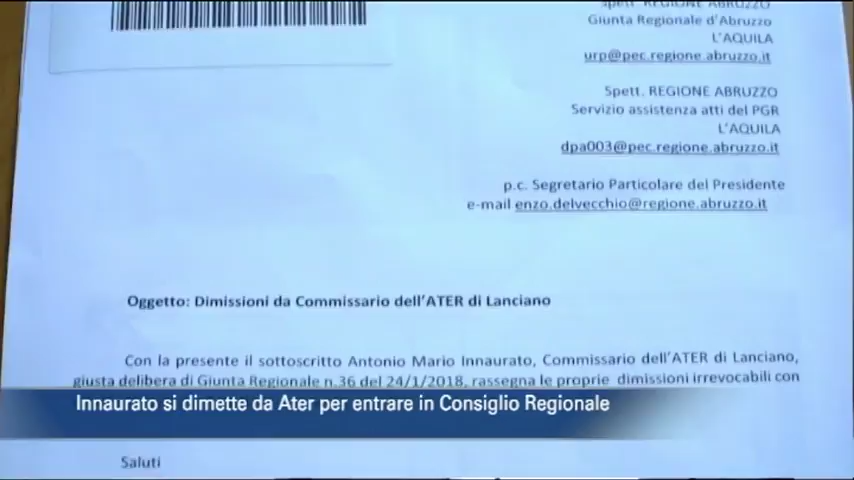 Spett. REGIONE ABRUZZO
Giunta Regionale d'Abruzzo
L'AQUILA
urp@pec.regione.abruzzo.it
Spett. REGIONE ABRUZZO
Servizio assistenza atti del PGR
L'AQUILA
dpa003@pec.regione.abruzzo.it
p.c. Segretario Particolare del Presidente
e-mail enzo.delvecchio@regione.abruzzo.it
Oggetto: Dimissioni da Commissario dell'ATER di Lanciano
Con la presente il sottoscritto Antonio Mario Innaurato, Commissario dell'ATER di Lanciano,
giusta delibera di Giunta Regionale n.36 del 24/1/2018, rassegna le proprie dimissioni irrevocabili con
Innaurato si dimette da Ater per entrare in Consiglio Regionale
Saluti